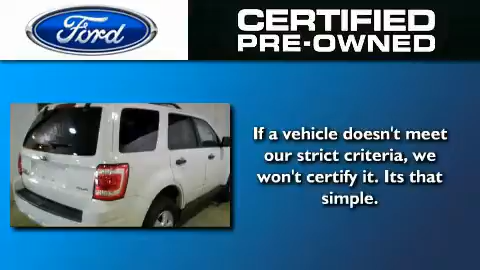 Ford
CERTIFIED
PRE-OWNED
If a vehicle doesn't meet
our strict criteria, we
won't certify it. Its that
simple.